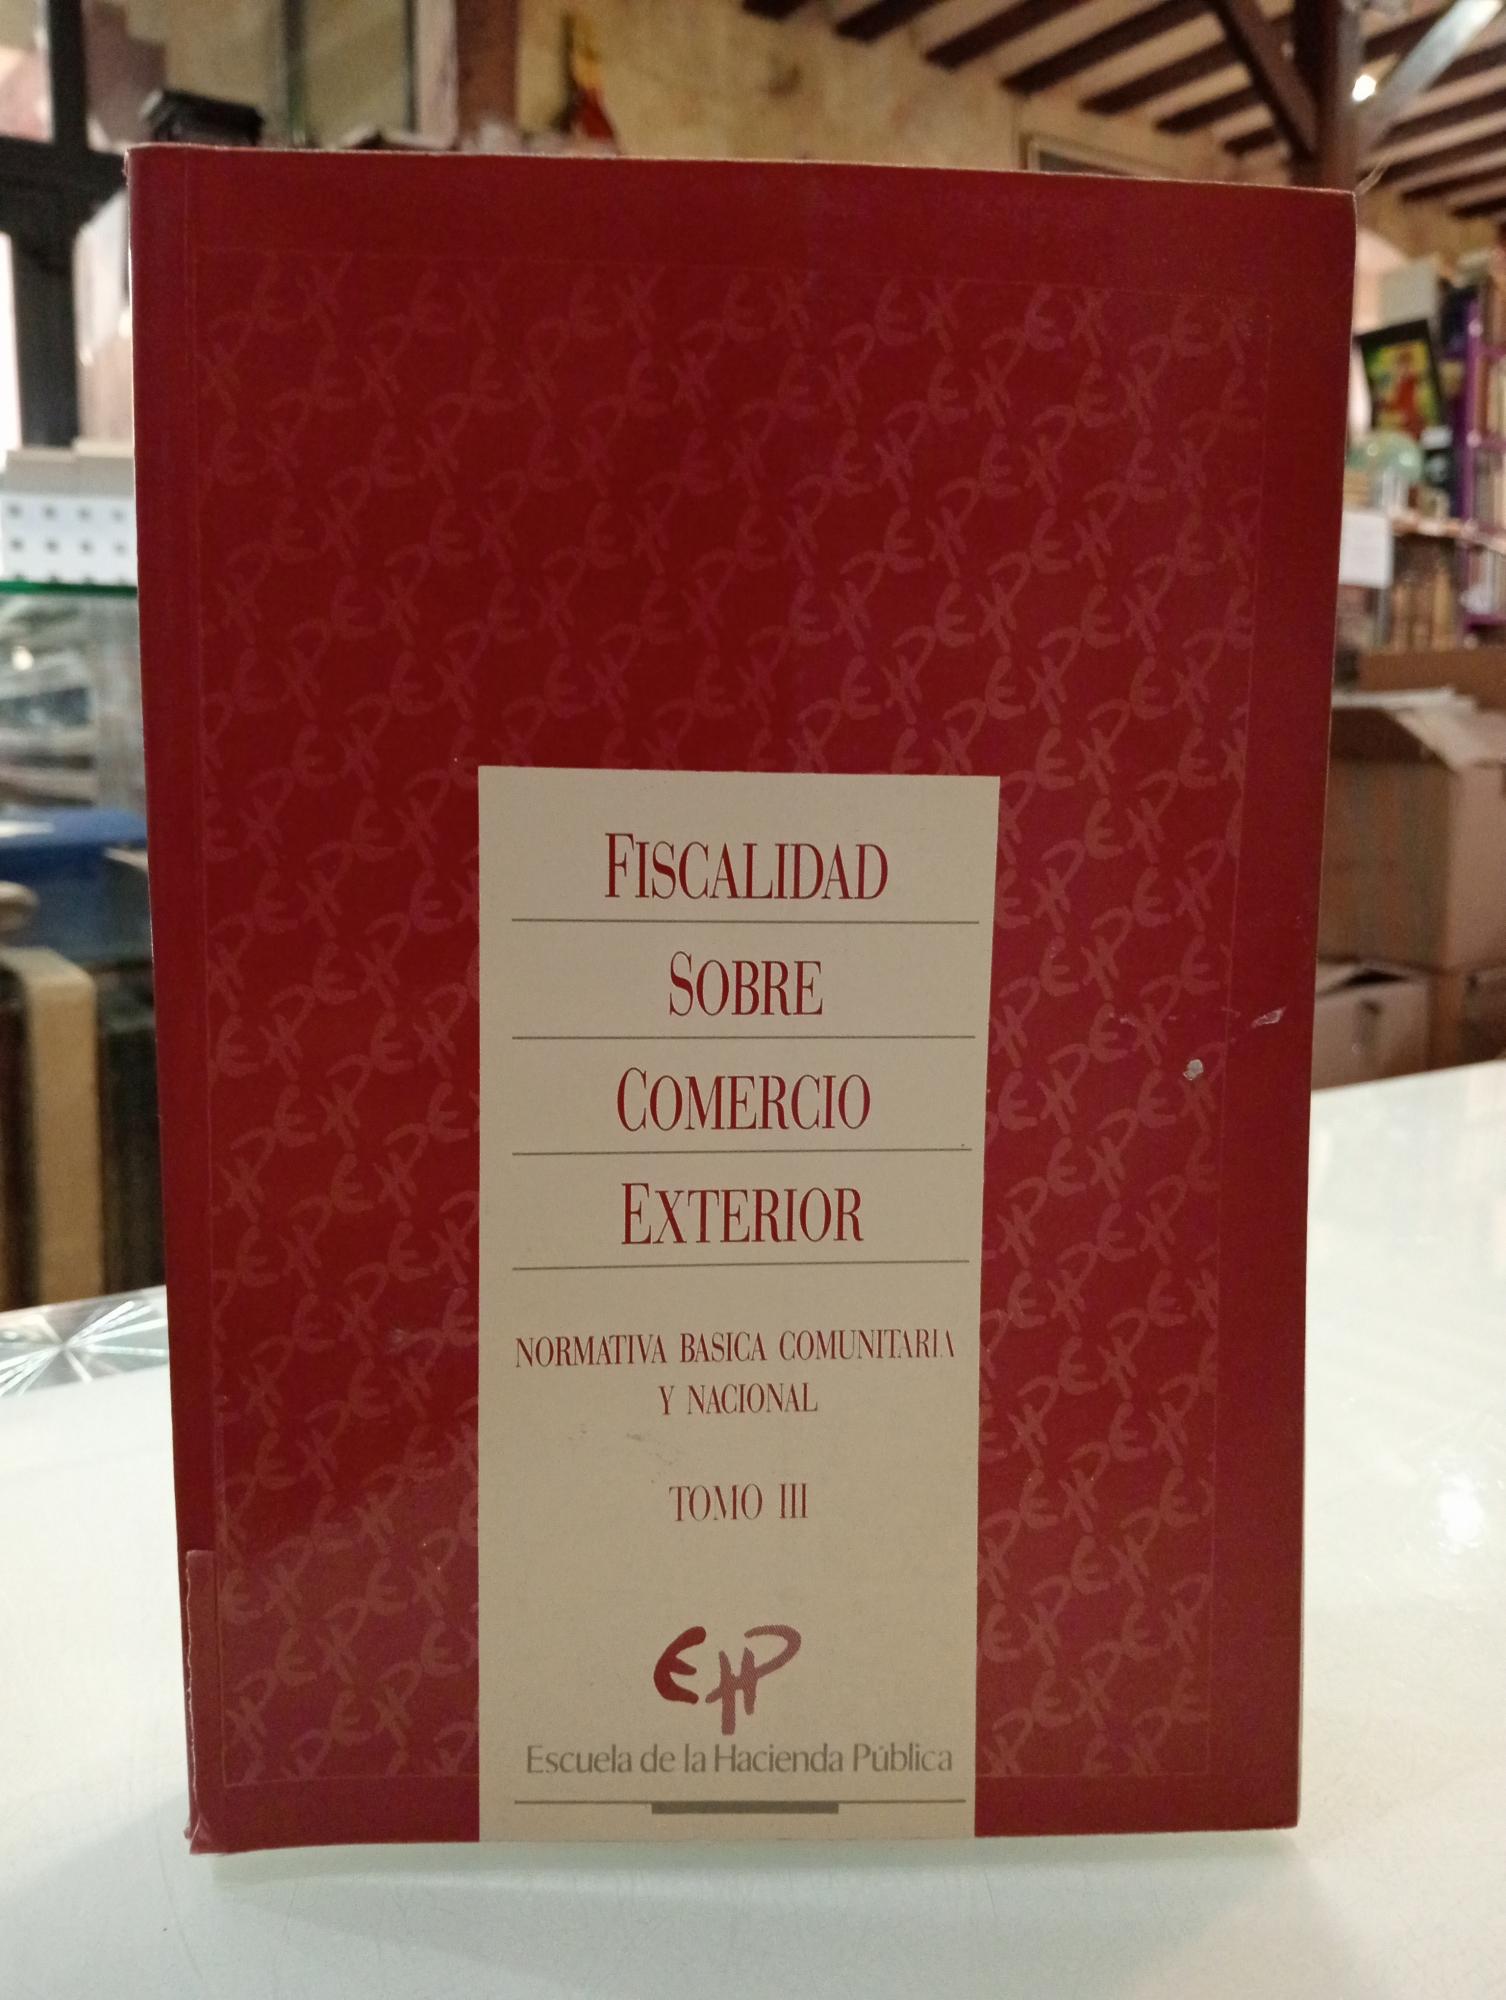 FISCALIDAD
SOBRE
COMERCIO
EXTERIOR
NORMATIVA BASICA COMUNITARIA
Y NACIONAL
TOMO III
EHP
Escuela de la Hacienda Pública